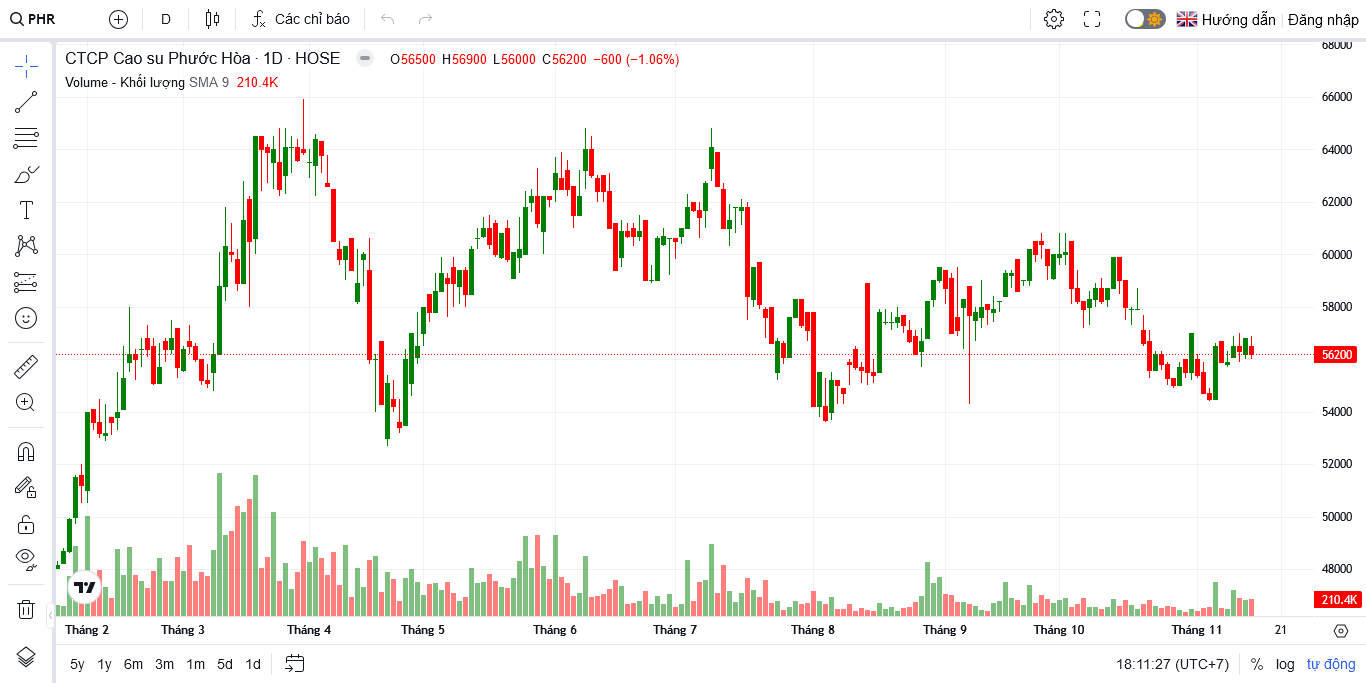 PHR D Các chỉ báo Hướng dẫn Đăng nhập
CTCP Cao su Phước Hòa · 1D · HOSE O56500 H56900 L56000 C56200 −600 (−1.06%)
Volume - Khối lượng SMA 9 210.4K
68000
66000
64000
62000
60000
58000
56200
54000
52000
50000
48000
210.4K
Tháng 2 Tháng 3 Tháng 4 Tháng 5 Tháng 6 Tháng 7 Tháng 8 Tháng 9 Tháng 10 Tháng 11 21
5y 1y 6m 3m 1m 5d 1d 18:11:27 (UTC+7) % log tự động